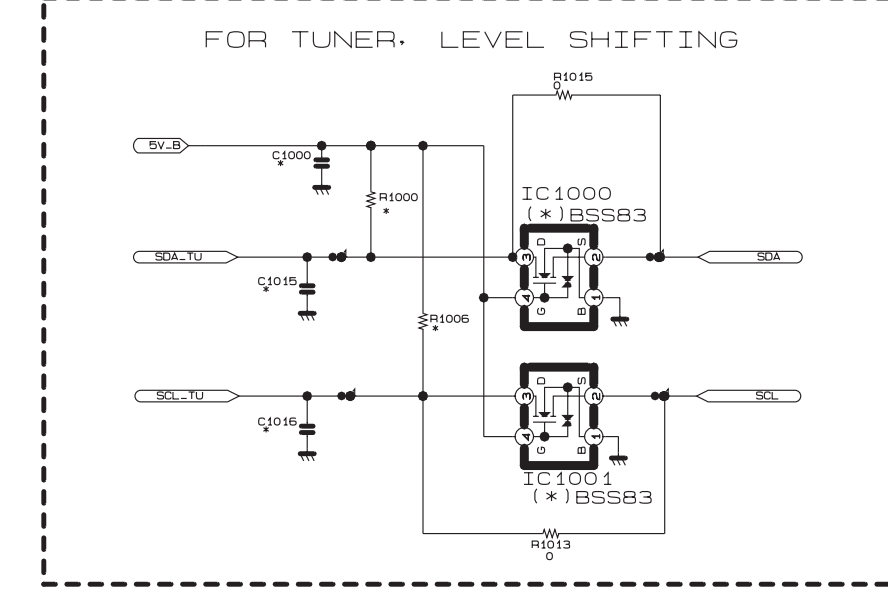 FOR TUNER. LEVEL SHIFTING
R1015
0
5V_B
C1000
*
R1000
*
IC1000
(*)BSS83
D S
3 2
4 1
G B
SDA_TU
SDA
C1015
*
R1006
*
SCL_TU
SCL
D S
3 2
4 1
G B
C1016
*
IC1001
(*)BSS83
R1013
0